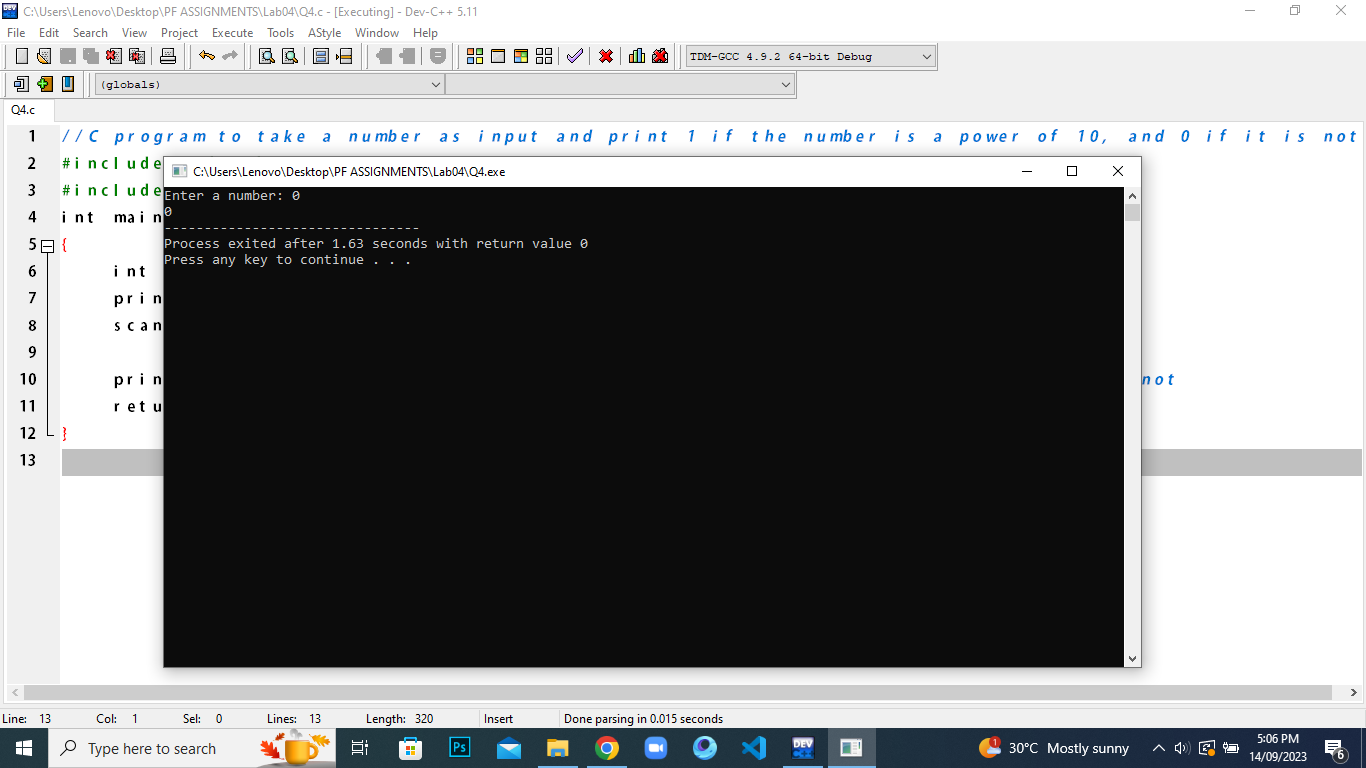 C:\Users\Lenovo\Desktop\PF ASSIGNMENTS\Lab04\Q4.c - [Executing] - Dev-C++ 5.11
File Edit Search View Project Execute Tools AStyle Window Help
TDM-GCC 4.9.2 64-bit Debug
(globals)
Q4.c
1 //C program to take a number as input and print 1 if the number is a power of 10, and 0 if it is not
2 #include
3 #include
4 int main
5 {
6 int
7 prin
8 scan
9
10 prin not
11 retu
12 }
13
C:\Users\Lenovo\Desktop\PF ASSIGNMENTS\Lab04\Q4.exe
Enter a number: 0
0
--------------------------------
Process exited after 1.63 seconds with return value 0
Press any key to continue . . .
Line: 13 Col: 1 Sel: 0 Lines: 13 Length: 320 Insert Done parsing in 0.015 seconds
Type here to search
Ps
DEV
1
30°C Mostly sunny
5:06 PM
14/09/2023
6